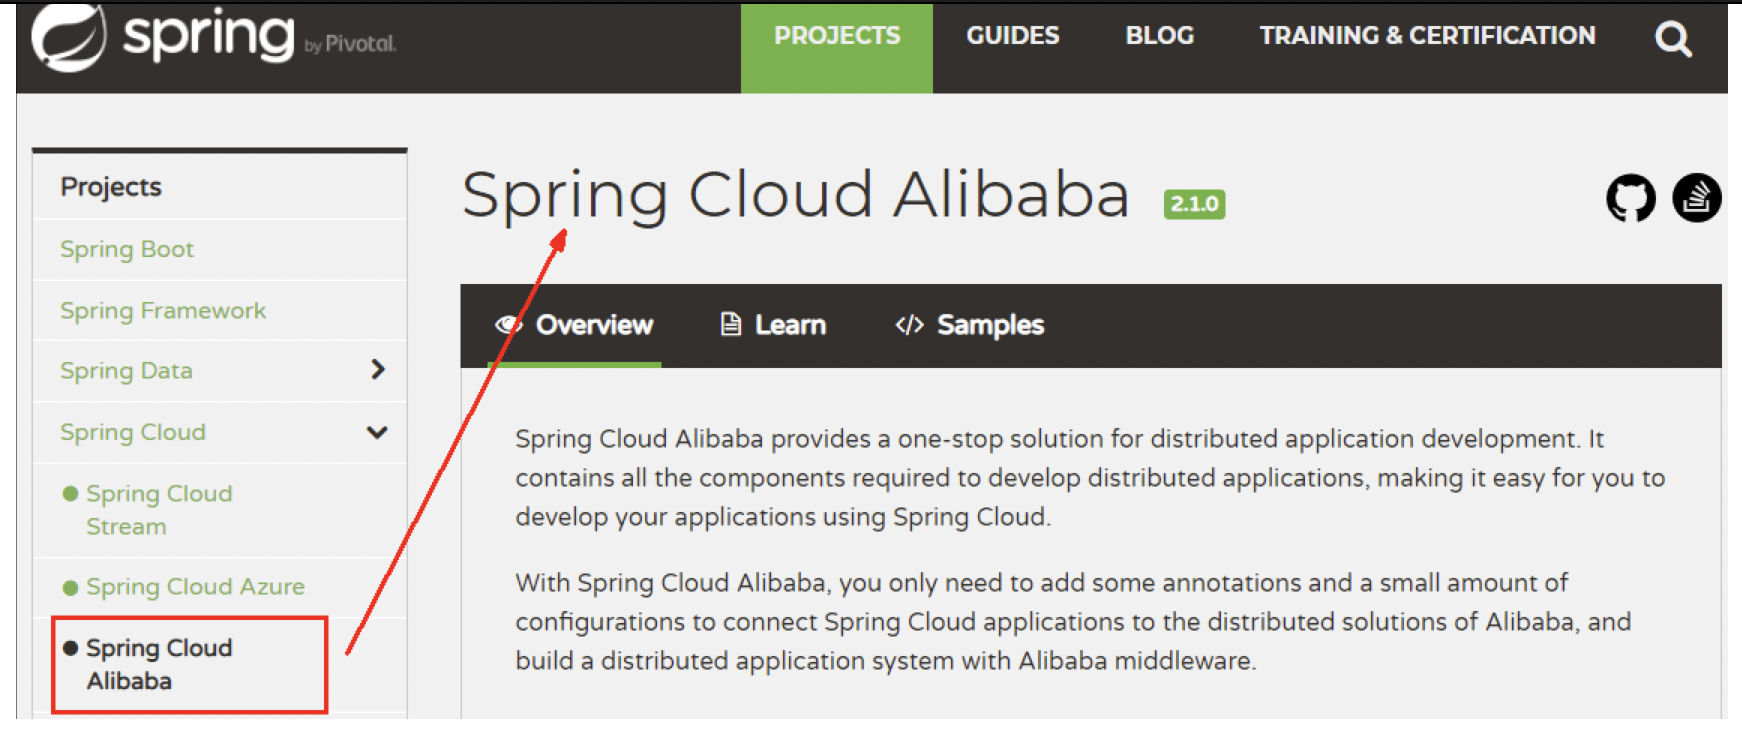 spring by Pivotal.
PROJECTS GUIDES BLOG TRAINING & CERTIFICATION
Projects
Spring Boot
Spring Framework
Spring Data
Spring Cloud
Spring Cloud
Stream
Spring Cloud Azure
Spring Cloud
Alibaba
Spring Cloud Alibaba 2.1.0
Overview Learn </> Samples
Spring Cloud Alibaba provides a one-stop solution for distributed application development. It
contains all the components required to develop distributed applications, making it easy for you to
develop your applications using Spring Cloud.
With Spring Cloud Alibaba, you only need to add some annotations and a small amount of
configurations to connect Spring Cloud applications to the distributed solutions of Alibaba, and
build a distributed application system with Alibaba middleware.